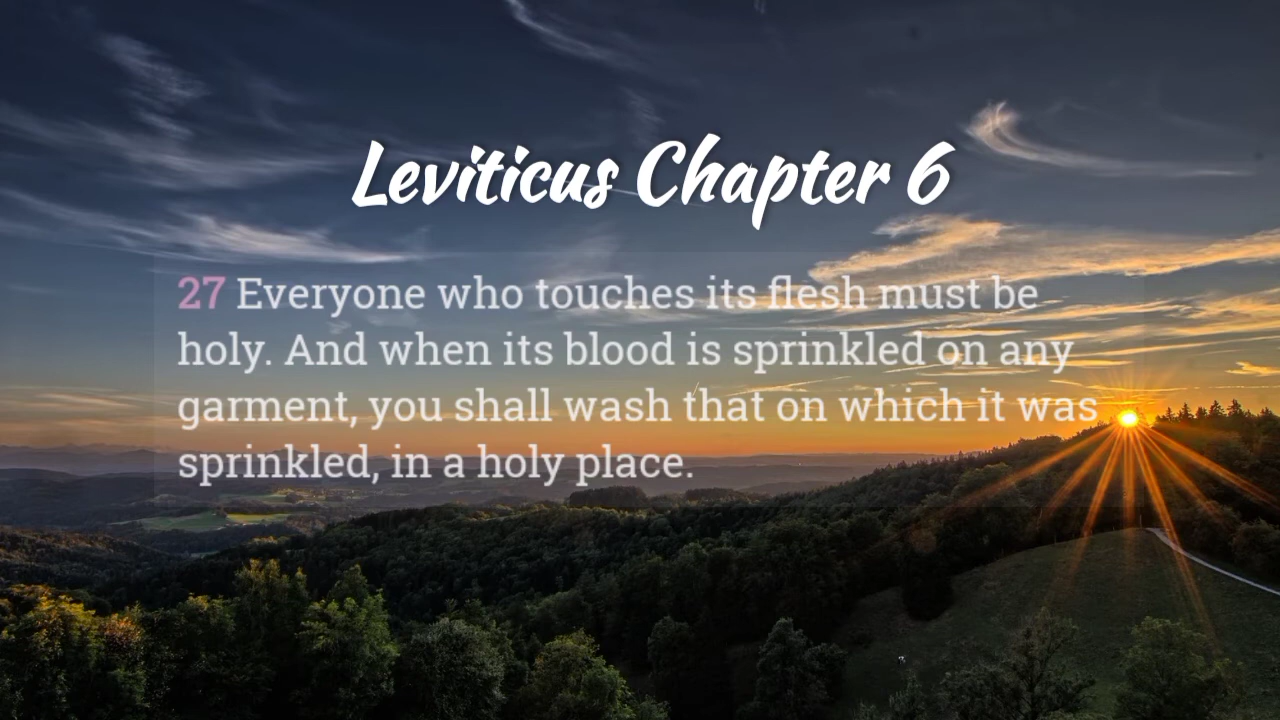 Leviticus Chapter 6
27 Everyone who touches its flesh must be
holy. And when its blood is sprinkled on any
garment, you shall wash that on which it was
sprinkled, in a holy place.